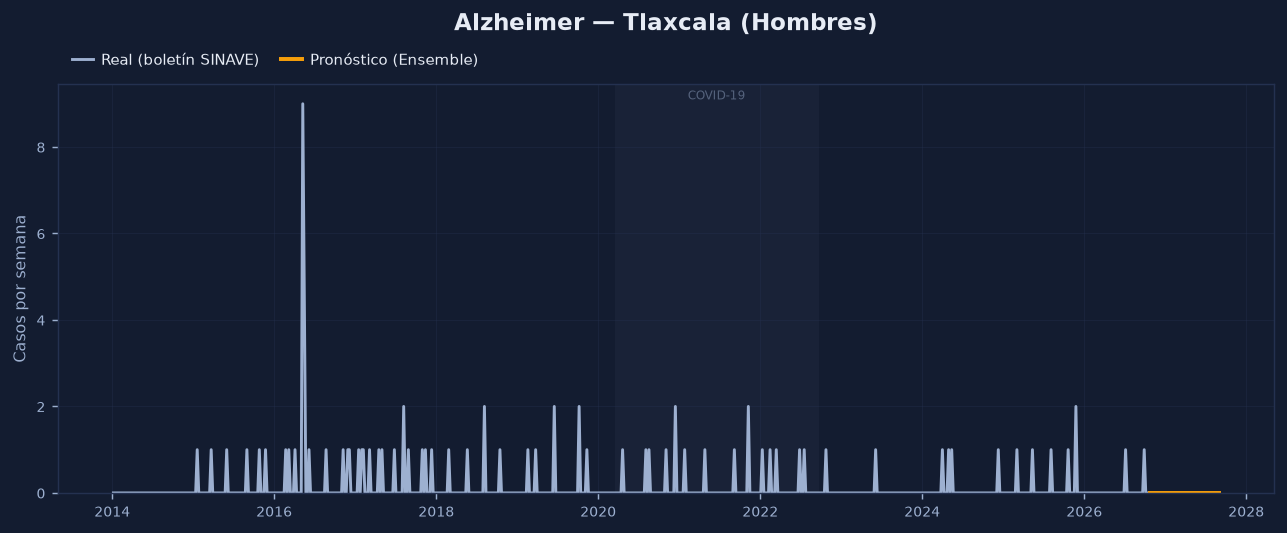 Alzheimer — Tlaxcala (Hombres)
Real (boletín SINAVE) Pronóstico (Ensemble)
COVID-19
Casos por semana
8
6
4
2
0
2014 2016 2018 2020 2022 2024 2026 2028